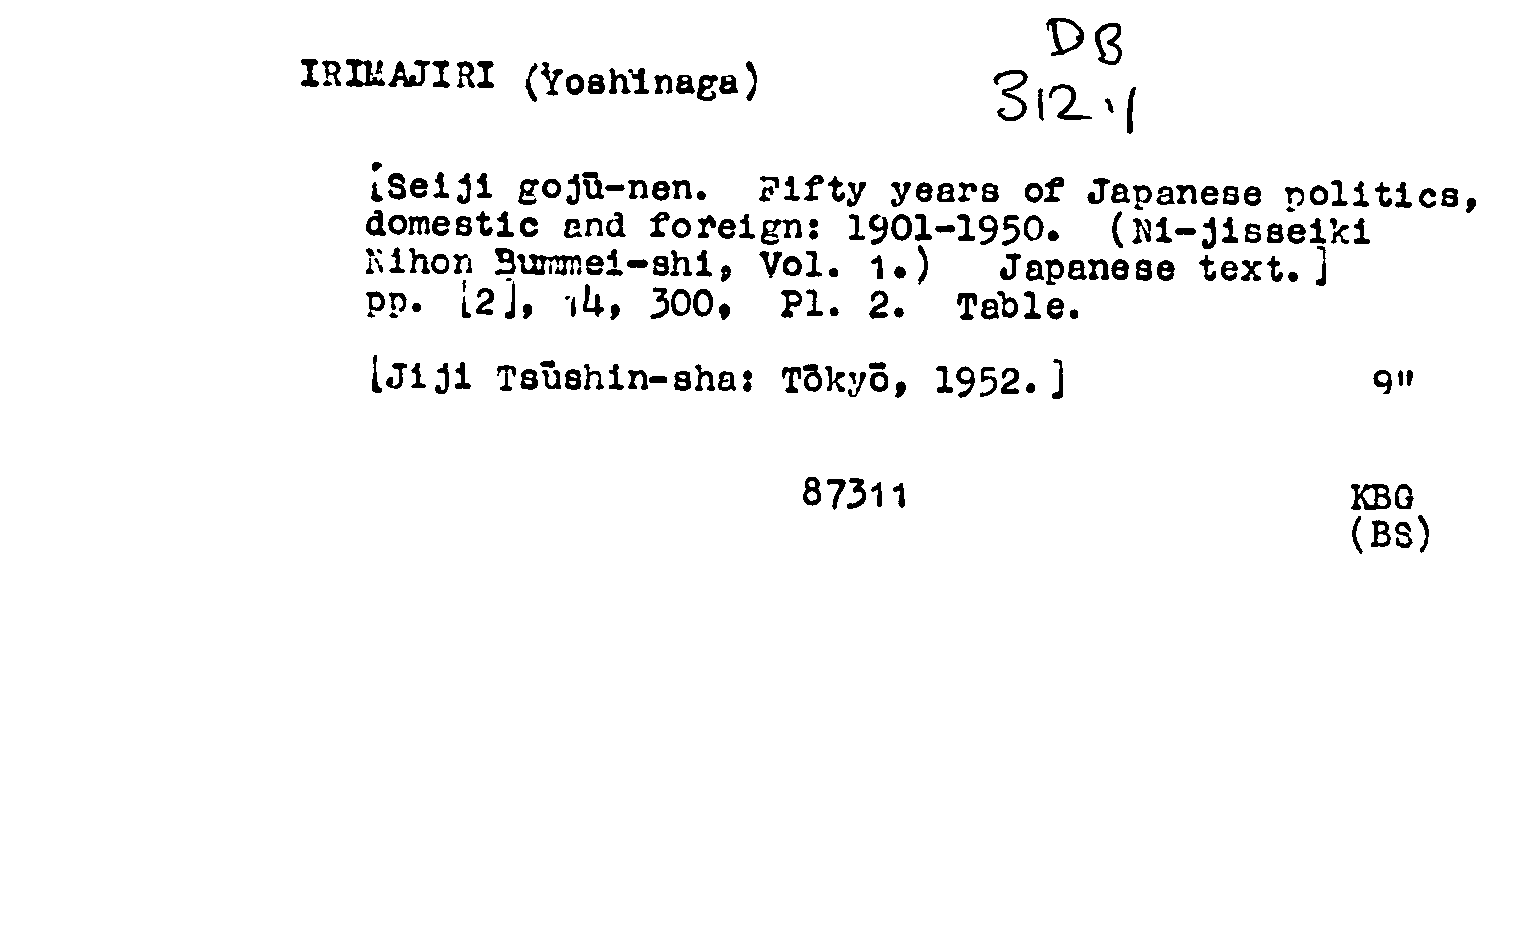 DB
IRIMAJIRI (Yoshinaga)
312.1
[Seiji gojū-nen. Fifty years of Japanese politics,
domestic and foreign: 1901-1950. (Ni-jisseiki
Nihon Bummei-shi, Vol. 1.) Japanese text.]
pp. [2], 14, 300, Pl. 2. Table.
[Jiji Tsūshin-sha: Tōkyō, 1952.] 9"
87311 KBG
(BS)